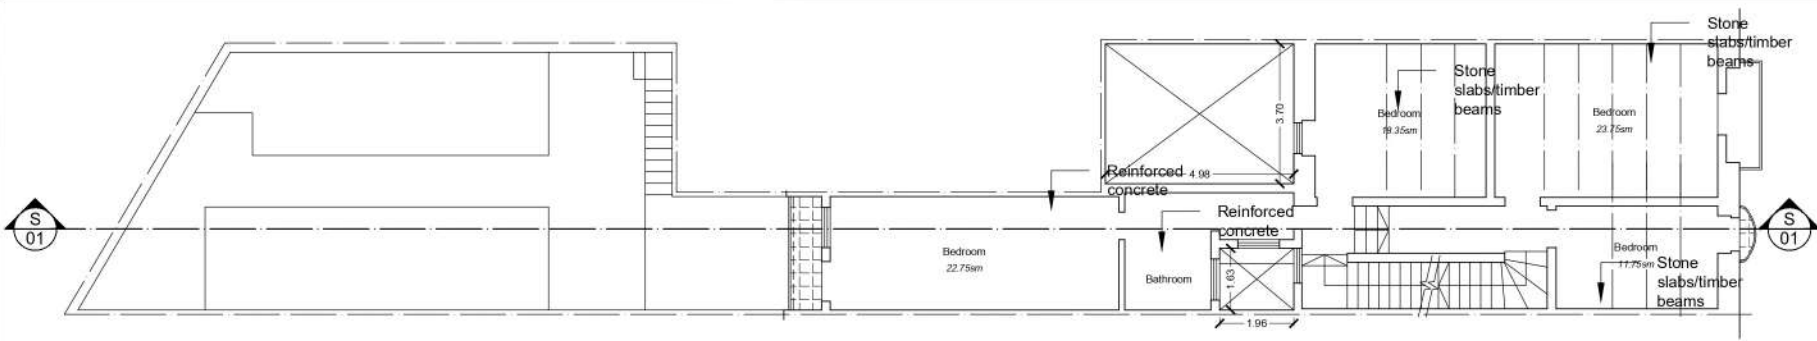 Stone
slabs/timber
beams
Stone
slabs/timber
beams
Bedroom
18.35sm
Bedroom
23.75sm
3.70
4.98
Reinforced
concrete
Reinforced
concrete
S
01
S
01
Bedroom
22.75sm
Bathroom
1.63
1.96
Bedroom
11.75sm
Stone
slabs/timber
beams